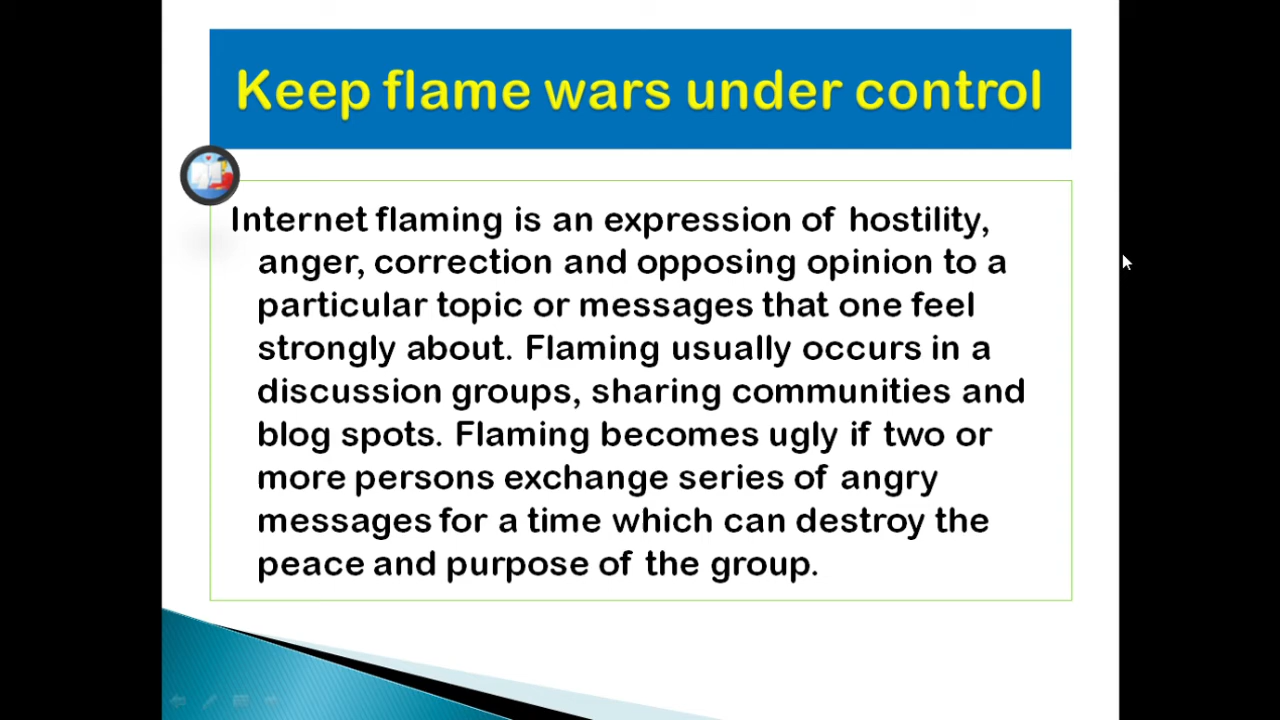 Keep flame wars under control
Internet flaming is an expression of hostility,
anger, correction and opposing opinion to a
particular topic or messages that one feel
strongly about. Flaming usually occurs in a
discussion groups, sharing communities and
blog spots. Flaming becomes ugly if two or
more persons exchange series of angry
messages for a time which can destroy the
peace and purpose of the group.